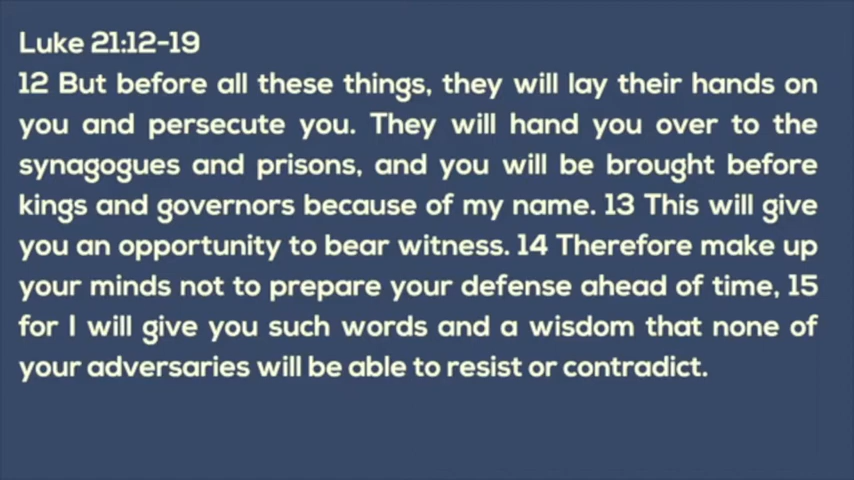 Luke 21:12-19
12 But before all these things, they will lay their hands on
you and persecute you. They will hand you over to the
synagogues and prisons, and you will be brought before
kings and governors because of my name. 13 This will give
you an opportunity to bear witness. 14 Therefore make up
your minds not to prepare your defense ahead of time, 15
for I will give you such words and a wisdom that none of
your adversaries will be able to resist or contradict.